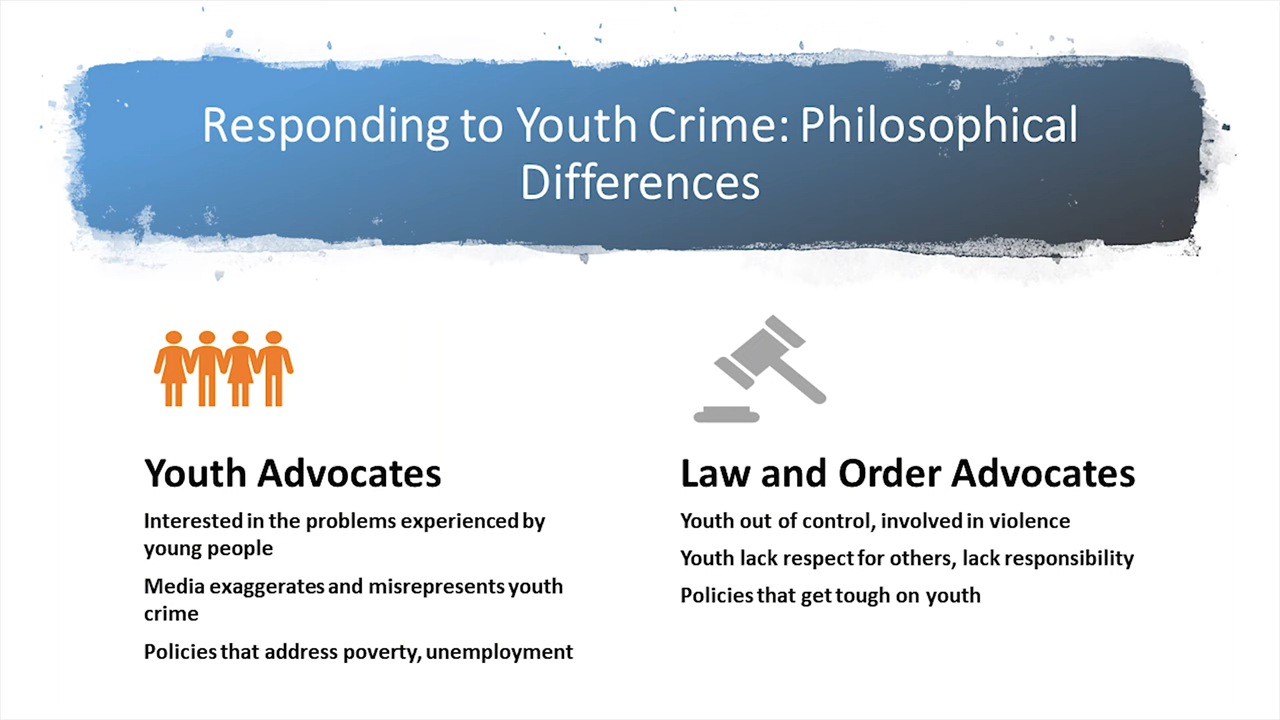 Responding to Youth Crime: Philosophical
Differences
Youth Advocates
Interested in the problems experienced by
young people
Media exaggerates and misrepresents youth
crime
Policies that address poverty, unemployment
Law and Order Advocates
Youth out of control, involved in violence
Youth lack respect for others, lack responsibility
Policies that get tough on youth